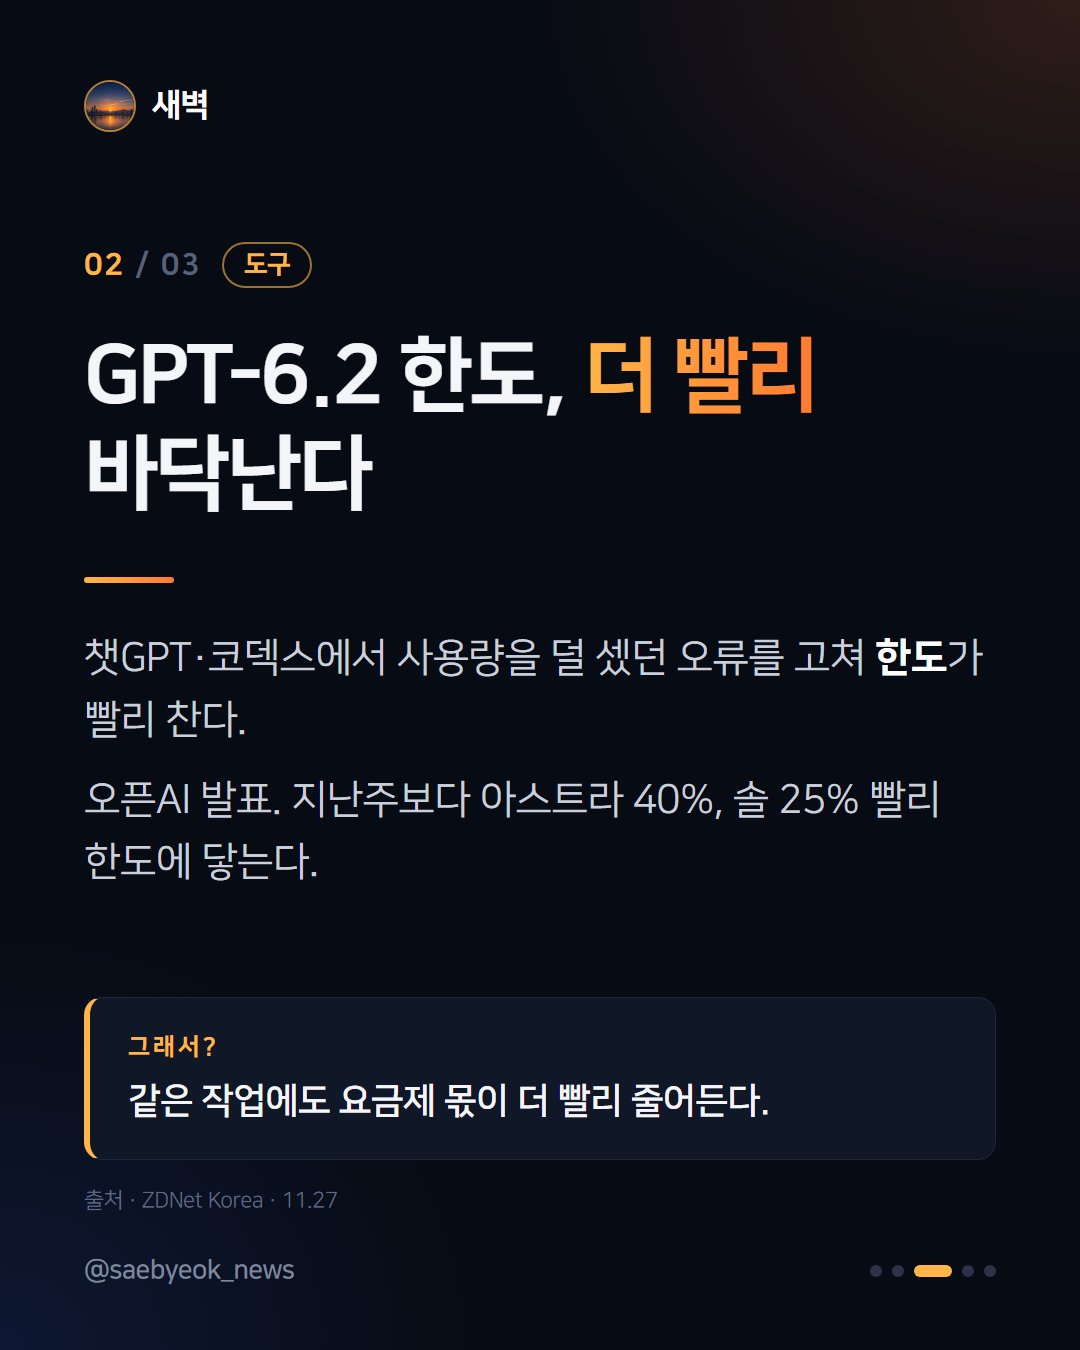 새벽
02 / 03 도구
GPT-6.2 한도, 더 빨리
바닥난다
챗GPT·코덱스에서 사용량을 덜 셌던 오류를 고쳐 한도가
빨리 찬다.
오픈AI 발표. 지난주보다 아스트라 40%, 솔 25% 빨리
한도에 닿는다.
그래서?
같은 작업에도 요금제 몫이 더 빨리 줄어든다.
출처 · ZDNet Korea · 11.27
@saebyeok_news